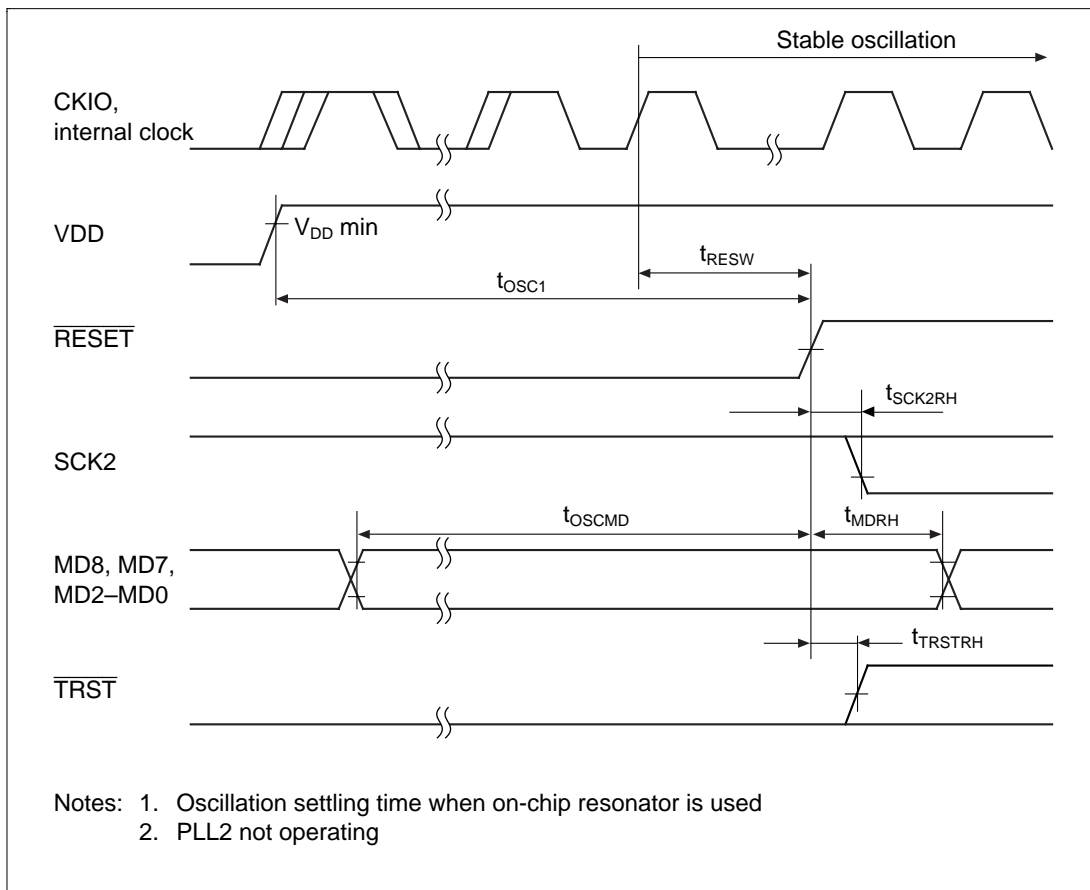 Stable oscillation
CKIO,
internal clock
VDD
VDD min
tRESW
tOSC1
RESET
tSCK2RH
SCK2
tOSCMD
tMDRH
MD8, MD7,
MD2–MD0
tTRSTRH
TRST
Notes: 1. Oscillation settling time when on-chip resonator is used
2. PLL2 not operating